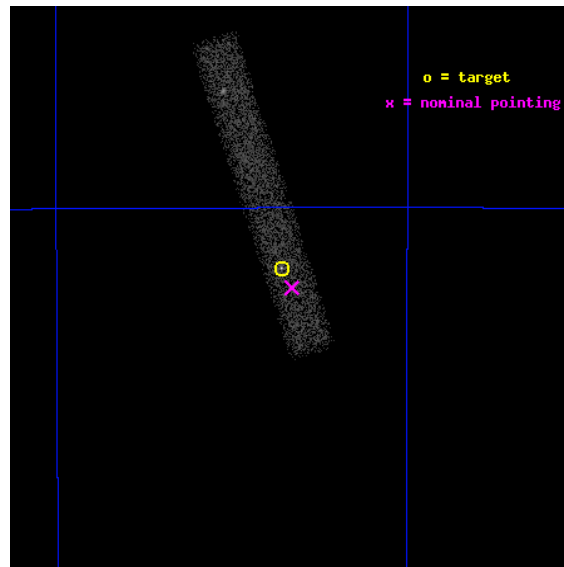 o = target
x = nominal pointing